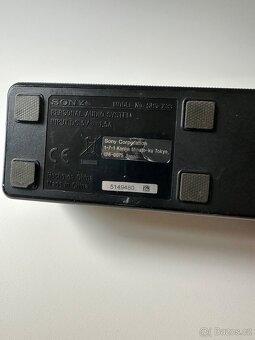 SONY
MODEL NO. SRS-X33
PERSONAL AUDIO SYSTEM
Sony Corporation
1-7-1 Konan Minato-ku Tokyo
108-0075 Japan
CE
Made in China
5149480
bazos.cz